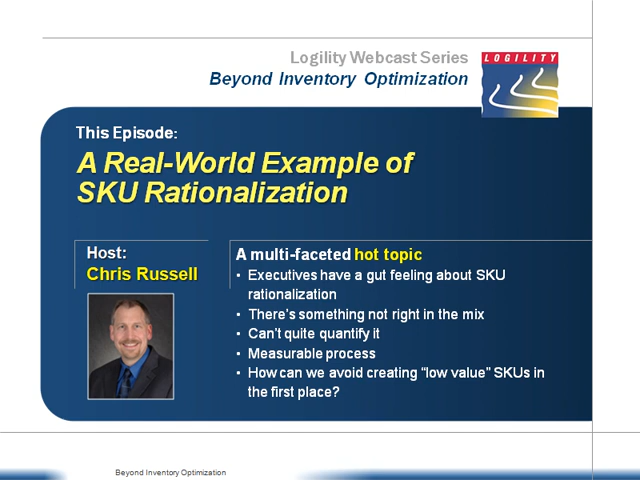 Logility Webcast Series
Beyond Inventory Optimization
LOGILITY
This Episode:
A Real-World Example of
SKU Rationalization
Host:
Chris Russell
A multi-faceted hot topic
• Executives have a gut feeling about SKU
rationalization
• There's something not right in the mix
• Can't quite quantify it
• Measurable process
• How can we avoid creating “low value” SKUs in
the first place?
Beyond Inventory Optimization